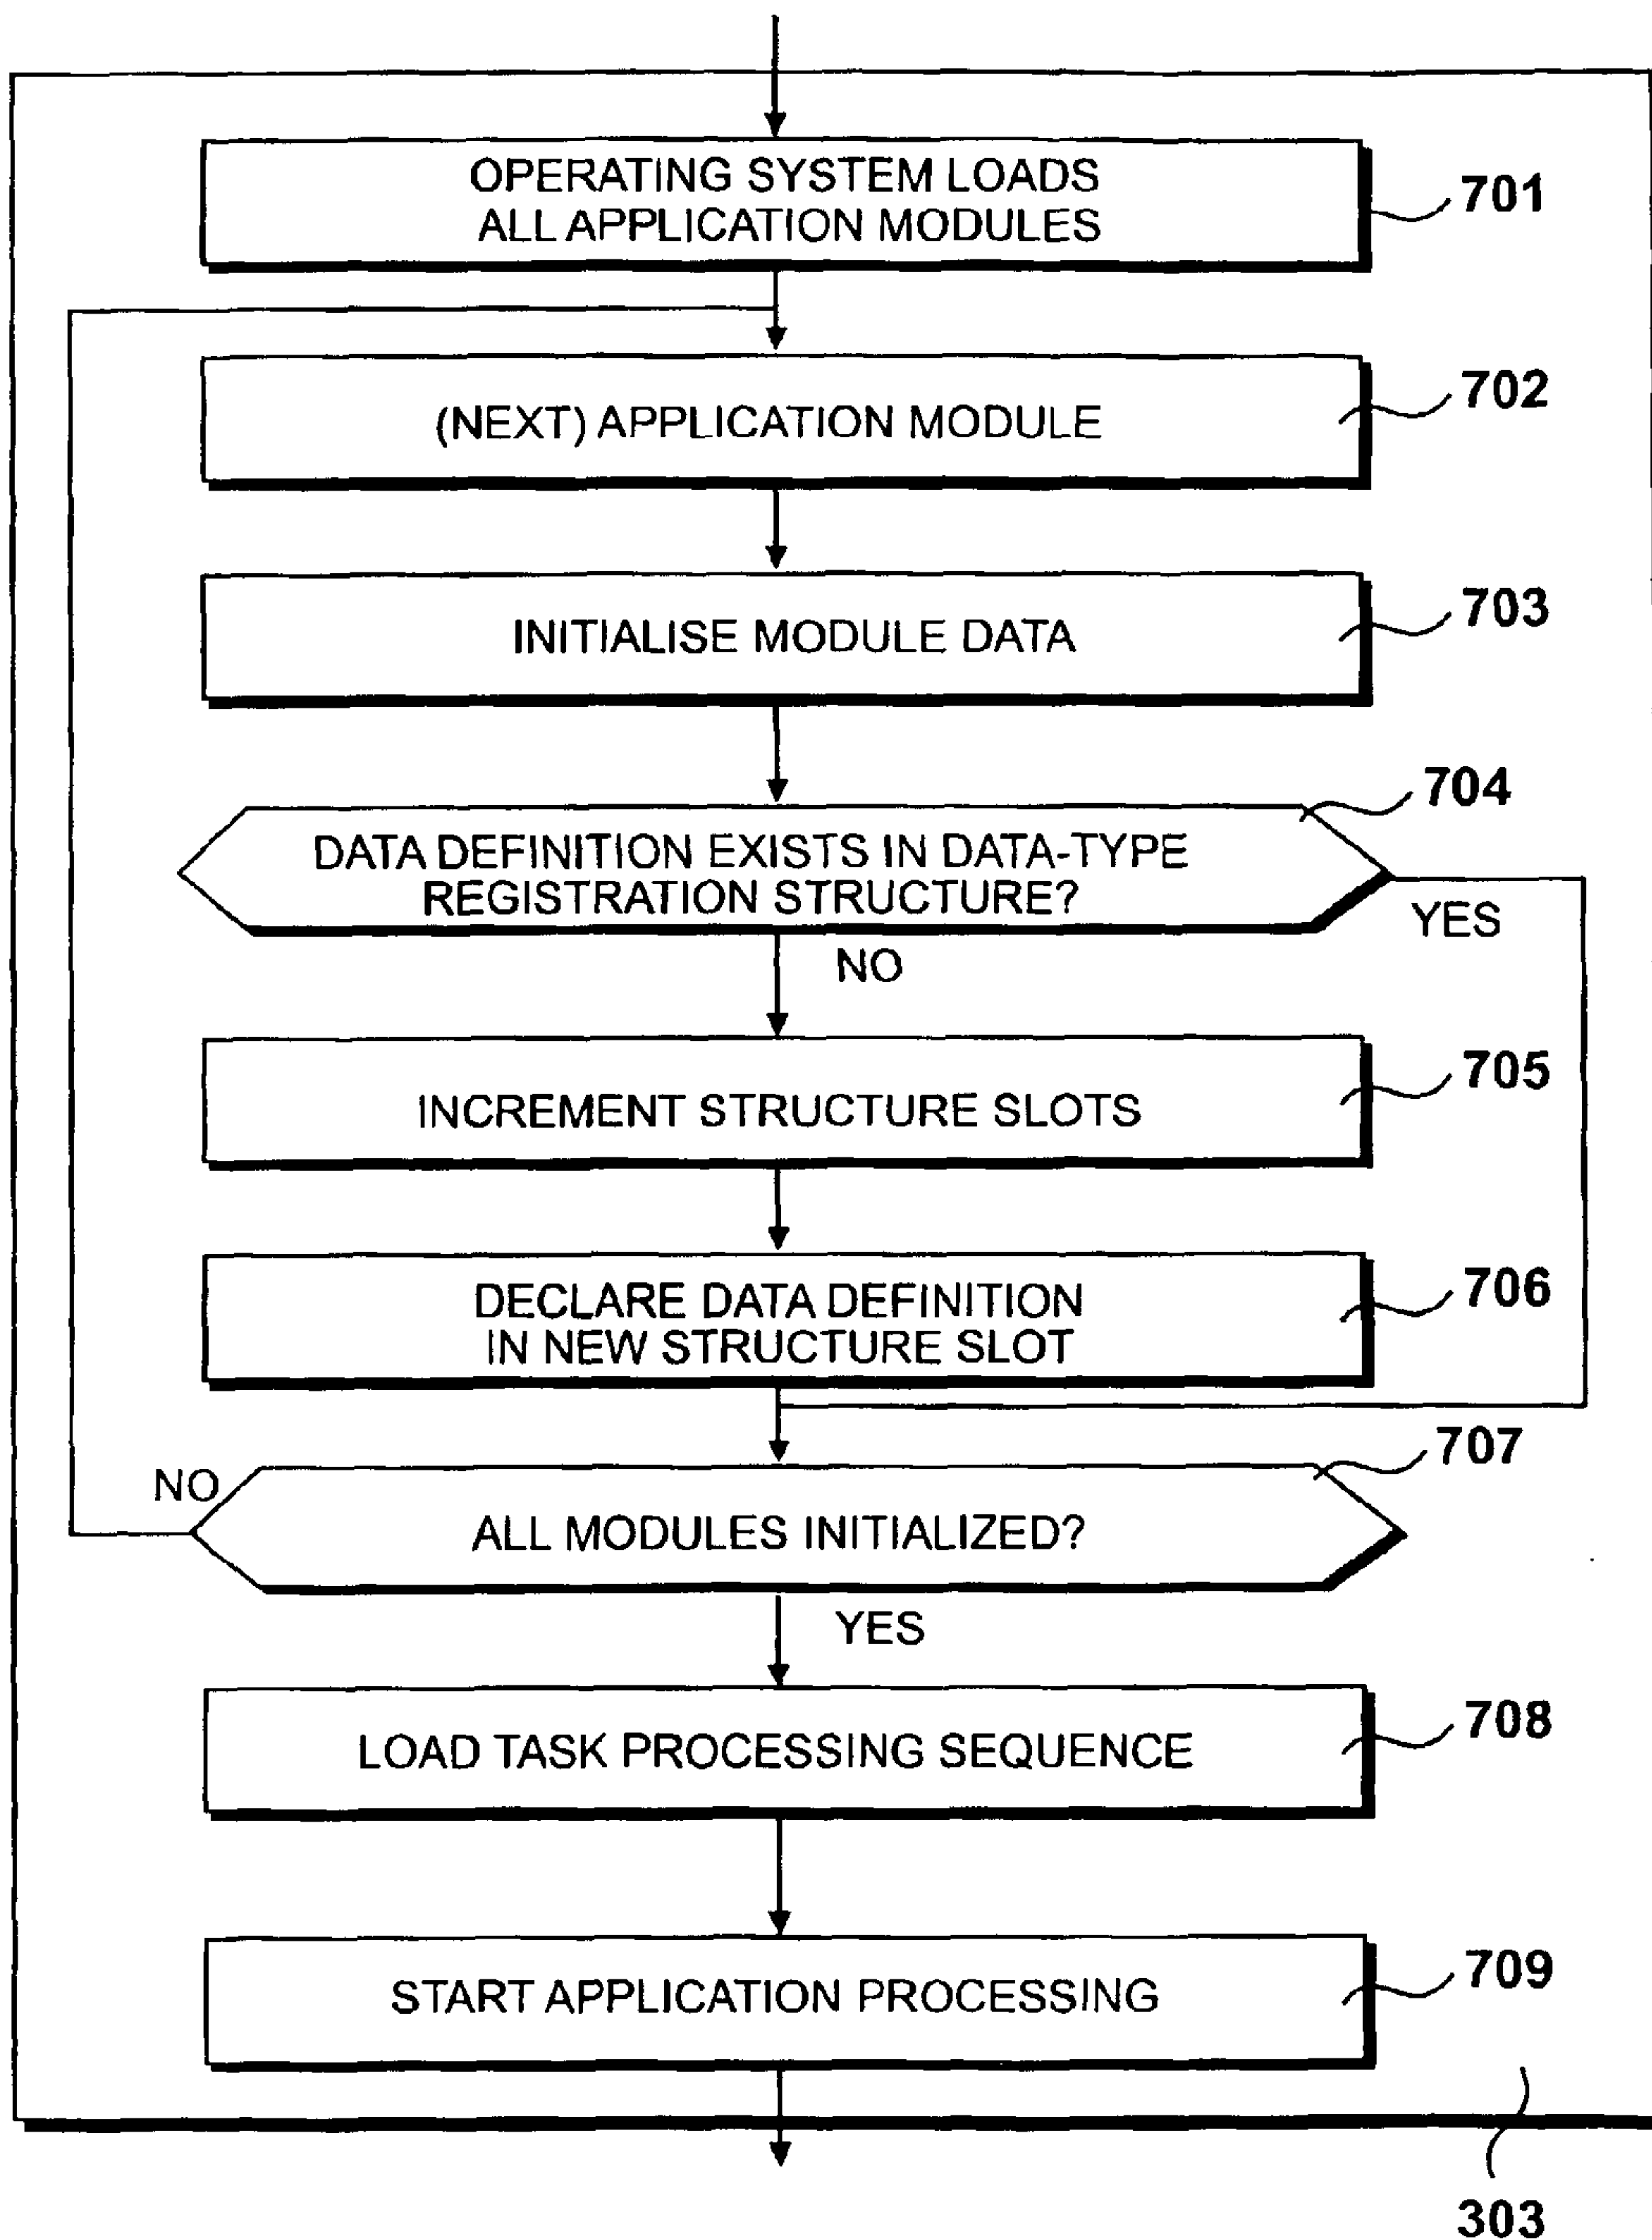 OPERATING SYSTEM LOADS
ALL APPLICATION MODULES
701
(NEXT) APPLICATION MODULE
702
INITIALISE MODULE DATA
703
704
DATA DEFINITION EXISTS IN DATA-TYPE
REGISTRATION STRUCTURE?
YES
NO
INCREMENT STRUCTURE SLOTS
705
DECLARE DATA DEFINITION
IN NEW STRUCTURE SLOT
706
707
NO
ALL MODULES INITIALIZED?
YES
LOAD TASK PROCESSING SEQUENCE
708
START APPLICATION PROCESSING
709
303